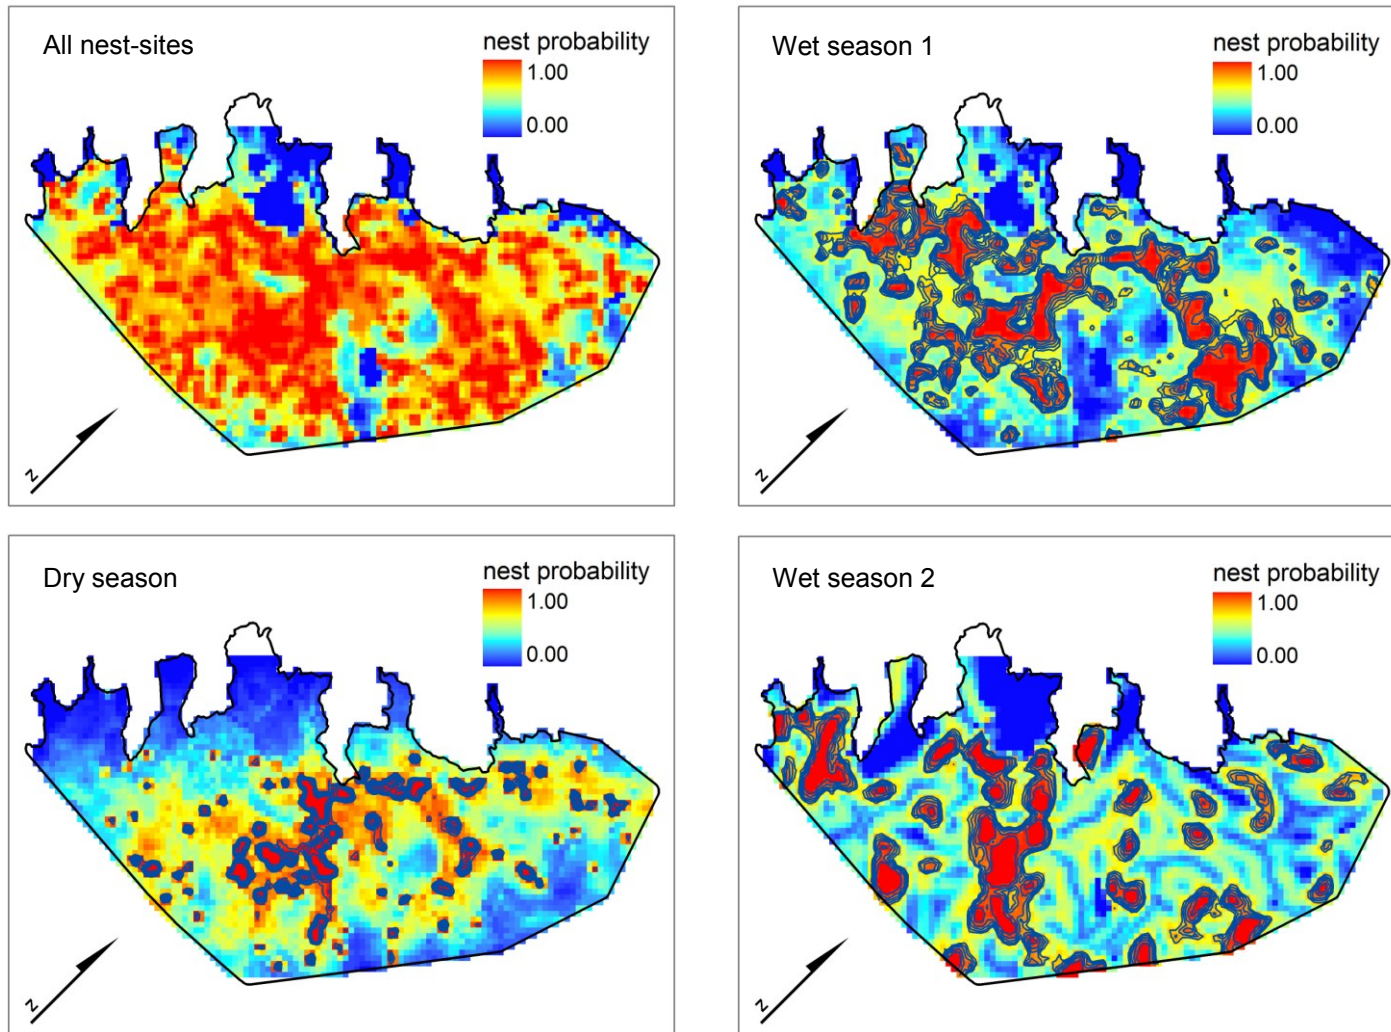 All nest-sites
nest probability
1.00
0.00
N
Wet season 1
nest probability
1.00
0.00
N
Dry season
nest probability
1.00
0.00
N
Wet season 2
nest probability
1.00
0.00
N